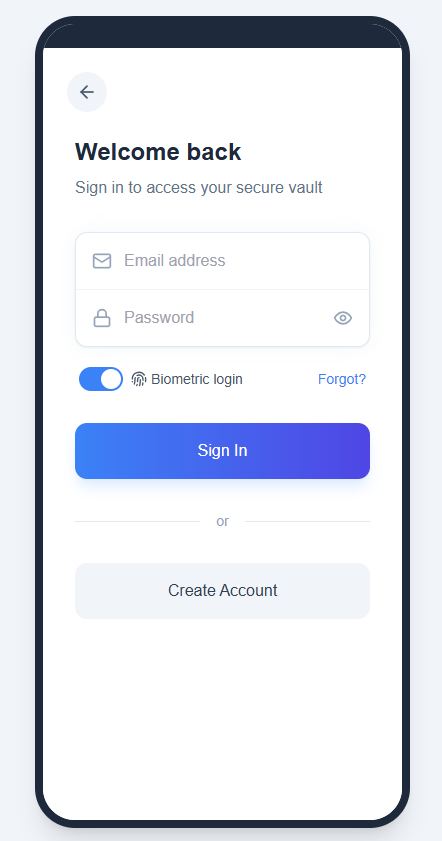 Welcome back
Sign in to access your secure vault
Email address
Password
Biometric login
Forgot?
Sign In
or
Create Account